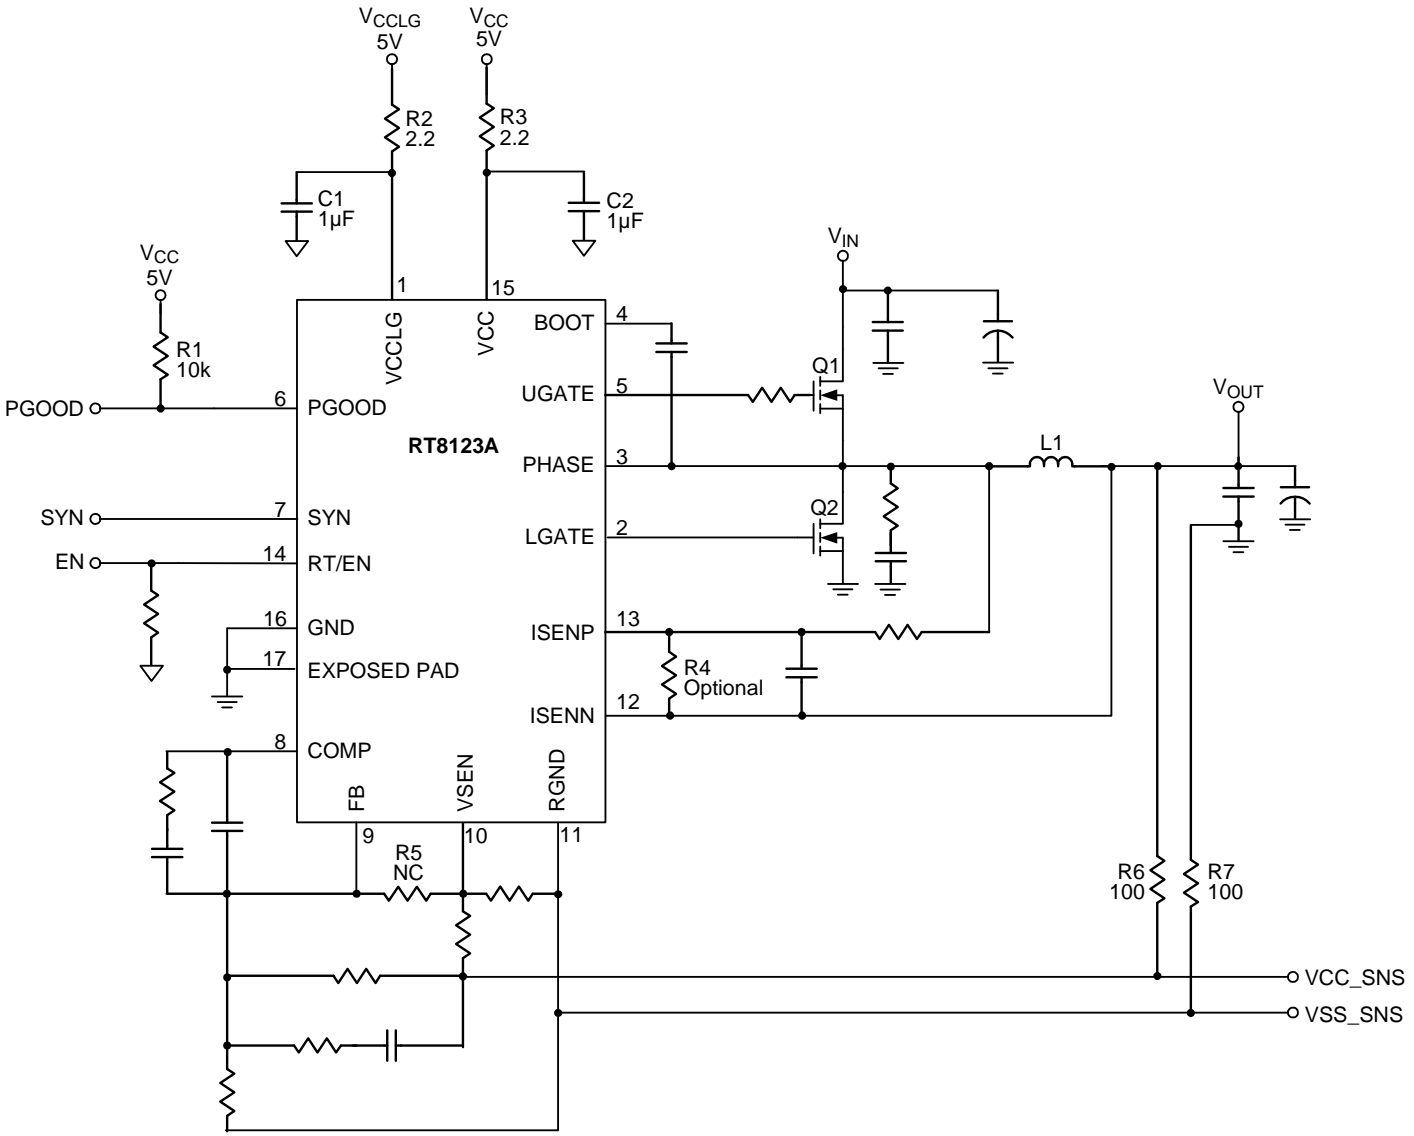 VCCLG
5V
VCC
5V
R2
2.2
R3
2.2
C1
1µF
C2
1µF
VCC
5V
R1
10k
VIN
1
15
VCCLG
VCC
BOOT
4
Q1
UGATE
5
PGOOD
6
PGOOD
RT8123A
VOUT
PHASE
3
L1
SYN
7
SYN
LGATE
2
Q2
EN
14
RT/EN
16
GND
ISENP
13
17
EXPOSED PAD
R4
Optional
ISENN
12
8
COMP
FB
VSEN
RGND
9
10
11
R5
NC
R6
100
R7
100
VCC_SNS
VSS_SNS